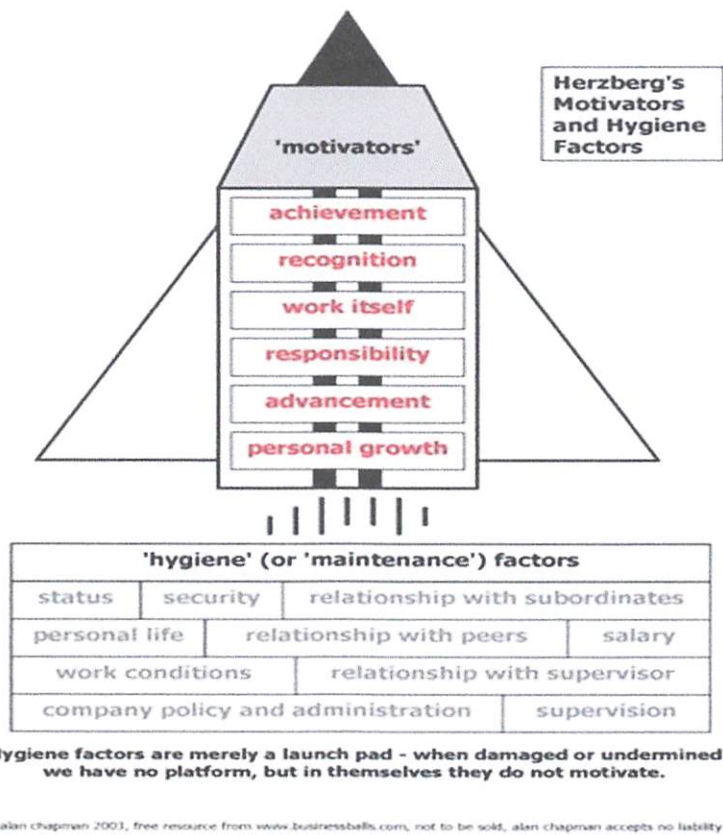 Herzberg's
Motivators
and Hygiene
Factors
'motivators'
achievement
recognition
work itself
responsibility
advancement
personal growth
'hygiene' (or 'maintenance') factors
status security relationship with subordinates
personal life relationship with peers salary
work conditions relationship with supervisor
company policy and administration supervision
ygiene factors are merely a launch pad - when damaged or undermined
we have no platform, but in themselves they do not motivate.
alan chapman 2003, free resource from www.businessballs.com, not to be sold, alan chapman accepts no liability